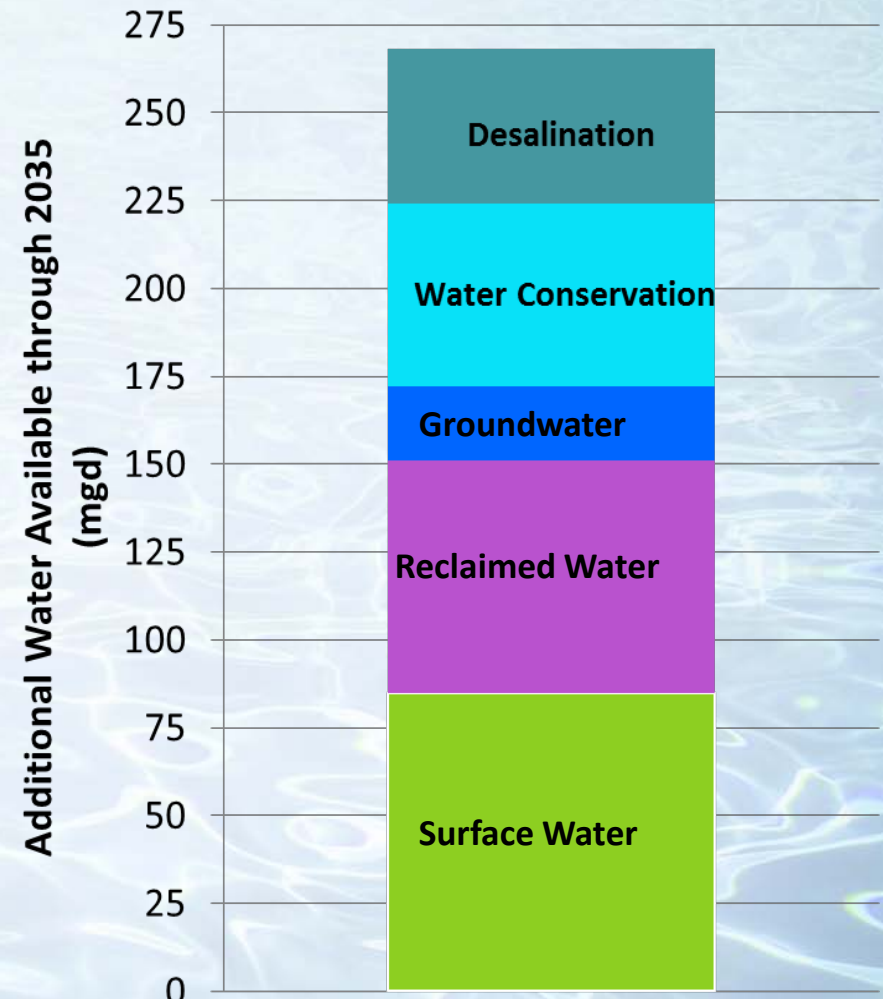 Additional Water Available through 2035
(mgd)
275
250
225
200
175
150
125
100
75
50
25
0
Desalination
Water Conservation
Groundwater
Reclaimed Water
Surface Water